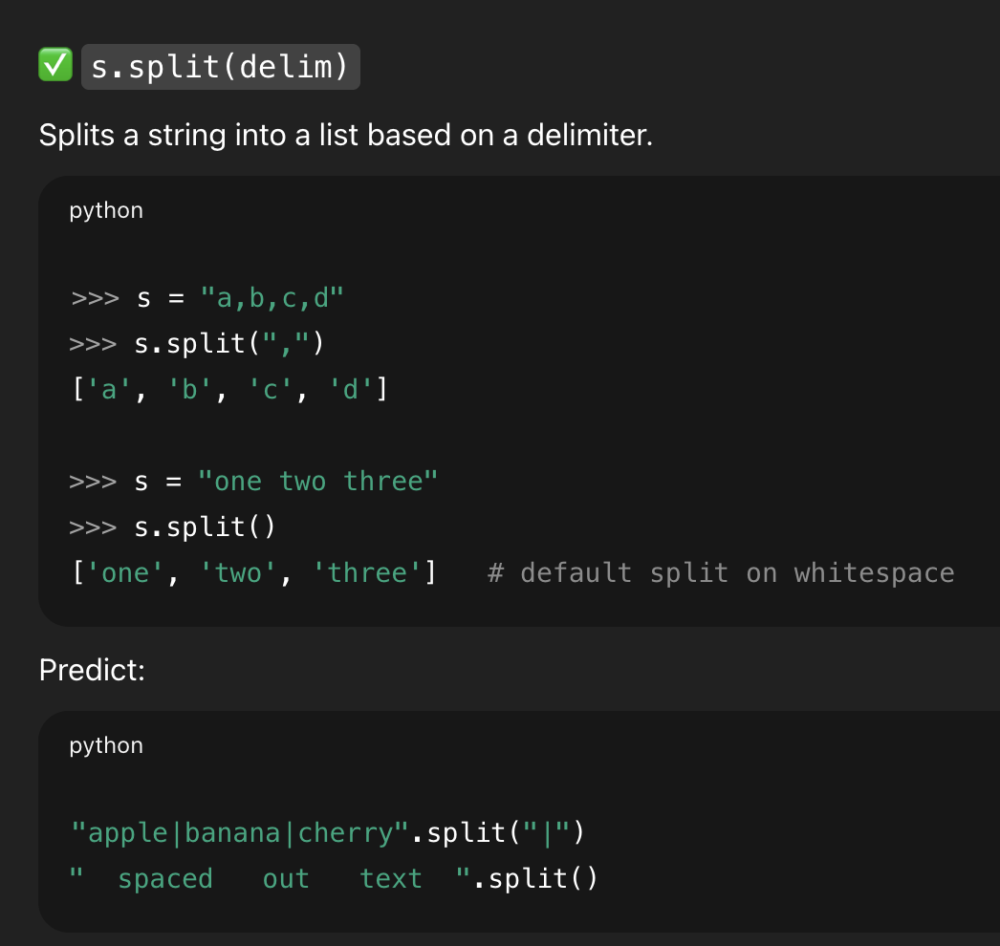 ✅ s.split(delim)
Splits a string into a list based on a delimiter.
python
>>> s = "a,b,c,d"
>>> s.split(",")
['a', 'b', 'c', 'd']
>>> s = "one two three"
>>> s.split()
['one', 'two', 'three']   # default split on whitespace
Predict:
python
"apple|banana|cherry".split("|")
"  spaced   out   text  ".split()